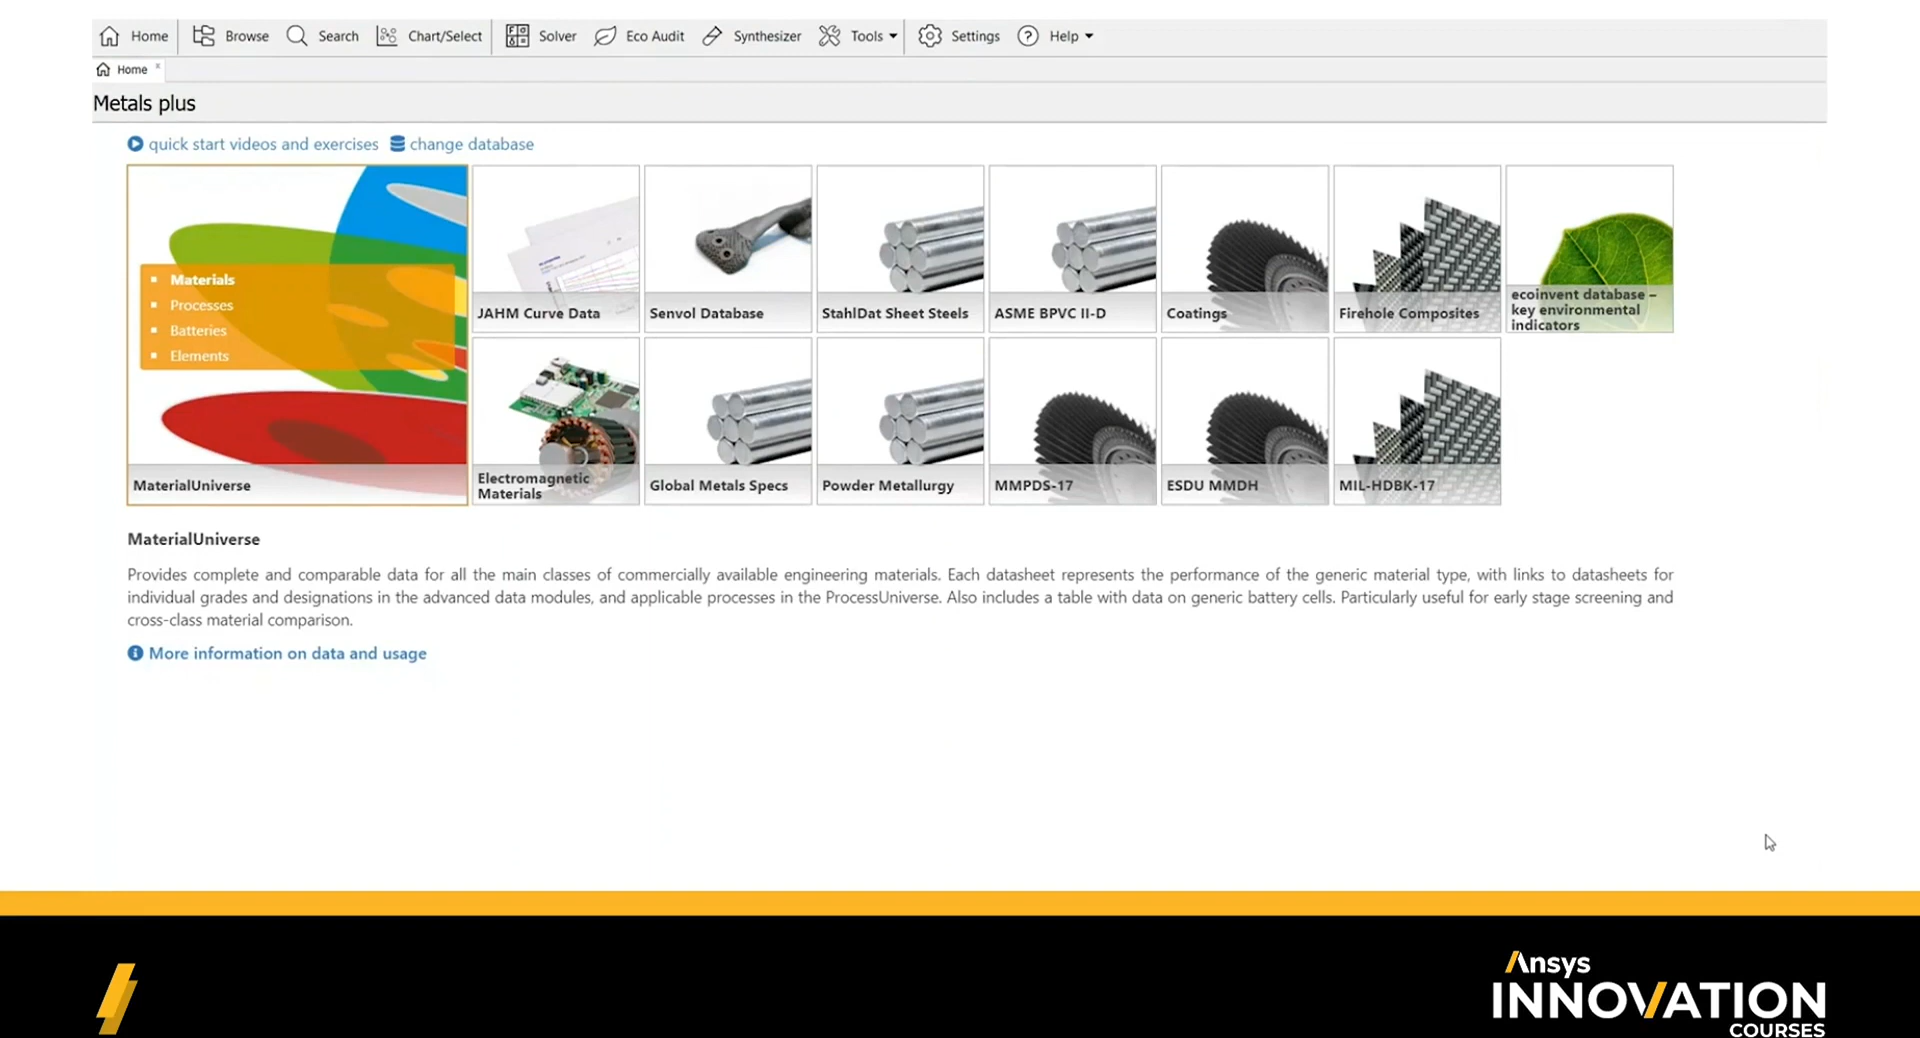 Home Browse Search Chart/Select Solver Eco Audit Synthesizer Tools Settings ? Help
Home x
Metals plus
quick start videos and exercises change database
Materials
Processes
Batteries
Elements
MaterialUniverse
JAHM Curve Data
Senvol Database
StahlDat Sheet Steels
ASME BPVC II-D
Coatings
Firehole Composites
ecoinvent database –
key environmental
indicators
Electromagnetic
Materials
Global Metals Specs
Powder Metallurgy
MMPDS-17
ESDU MMDH
MIL-HDBK-17
MaterialUniverse
Provides complete and comparable data for all the main classes of commercially available engineering materials. Each datasheet represents the performance of the generic material type, with links to datasheets for
individual grades and designations in the advanced data modules, and applicable processes in the ProcessUniverse. Also includes a table with data on generic battery cells. Particularly useful for early stage screening and
cross-class material comparison.
More information on data and usage
Ansys
INNOVATION
COURSES